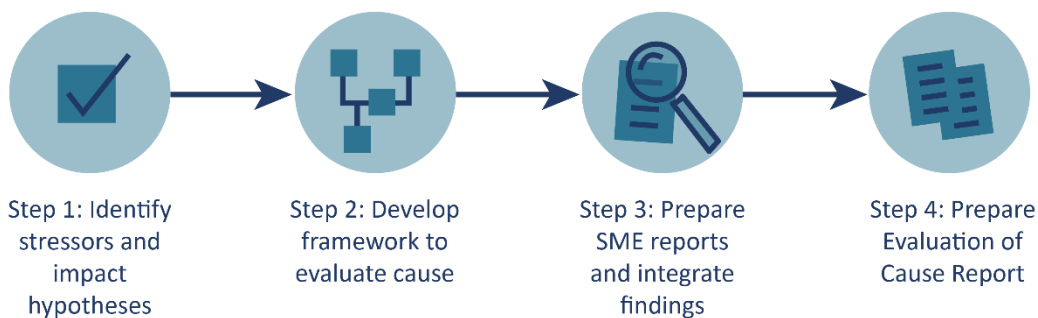 Step 1: Identify
stressors and
impact
hypotheses
Step 2: Develop
framework to
evaluate cause
Step 3: Prepare
SME reports
and integrate
findings
Step 4: Prepare
Evaluation of
Cause Report